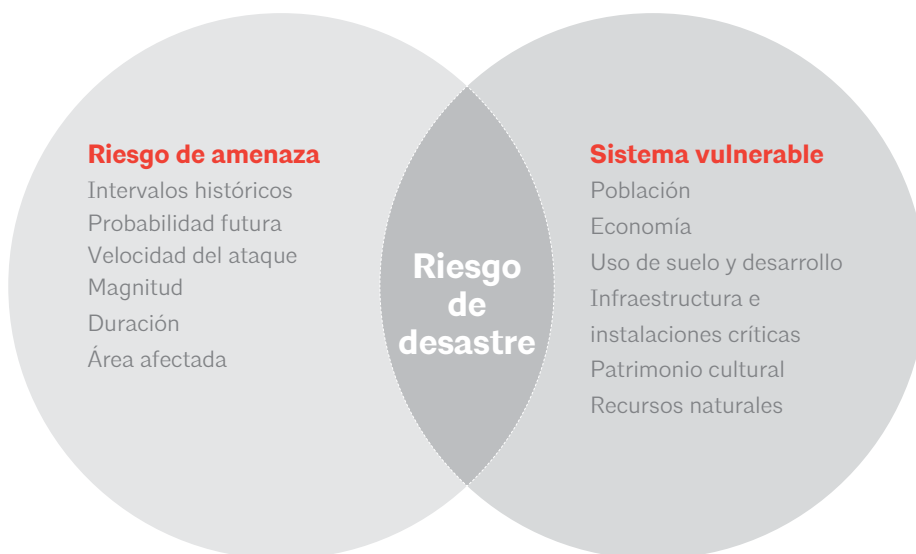 Riesgo de amenaza
Intervalos históricos
Probabilidad futura
Velocidad del ataque
Magnitud
Duración
Área afectada
Riesgo
de
desastre
Sistema vulnerable
Población
Economía
Uso de suelo y desarrollo
Infraestructura e
instalaciones críticas
Patrimonio cultural
Recursos naturales